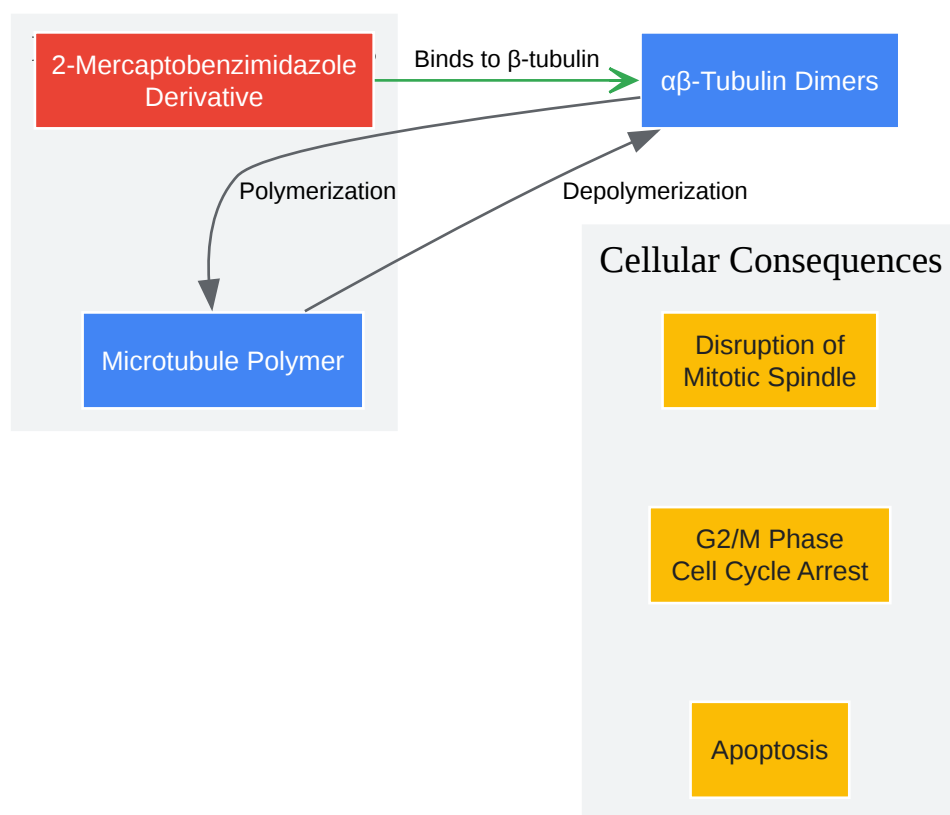 2-Mercaptobenzimidazole
Derivative
Binds to β-tubulin
αβ-Tubulin Dimers
Polymerization
Depolymerization
Microtubule Polymer
Cellular Consequences
Disruption of
Mitotic Spindle
G2/M Phase
Cell Cycle Arrest
Apoptosis